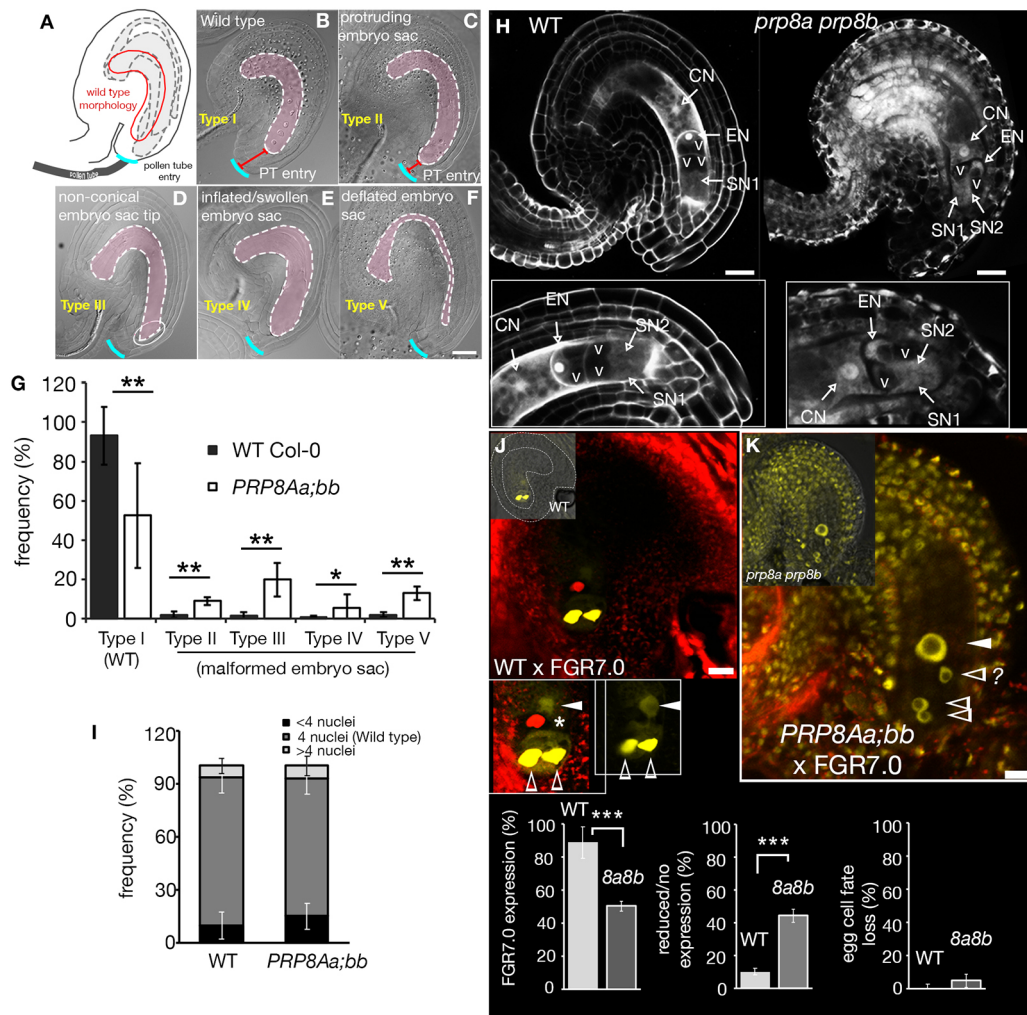 A
wild type
morphology
pollen tube
pollen tube
entry
Wild type
B
Type I
PT entry
protruding
embryo sac
C
Type II
PT entry
non-conical
embryo sac tip
D
Type III
inflated/swollen
embryo sac
E
Type IV
deflated embryo
sac
F
Type V
G
frequency (%)
120
100
80
60
40
20
0
**
**
**
*
**
WT Col-0
PRP8Aa;bb
Type I
(WT)
Type II
Type III
Type IV
Type V
(malformed embryo sac)
H
WT
CN
EN
v v
SN1
prp8a prp8b
CN
EN
v
v
SN1
SN2
EN
CN
v
SN2
v
v
SN1
EN
SN2
v
v
CN
SN1
I
<4 nuclei
4 nuclei (Wild type)
>4 nuclei
frequency (%)
120
90
60
30
0
WT
PRP8Aa;bb
J
WT
WT x FGR7.0
*
K
prp8a prp8b
?
PRP8Aa;bb
x FGR7.0
FGR7.0 expression (%)
100
80
60
40
20
0
WT
***
8a8b
reduced/no
expression (%)
100
80
60
40
20
0
***
WT
8a8b
egg cell fate
loss (%)
100
80
60
40
20
0
WT
8a8b